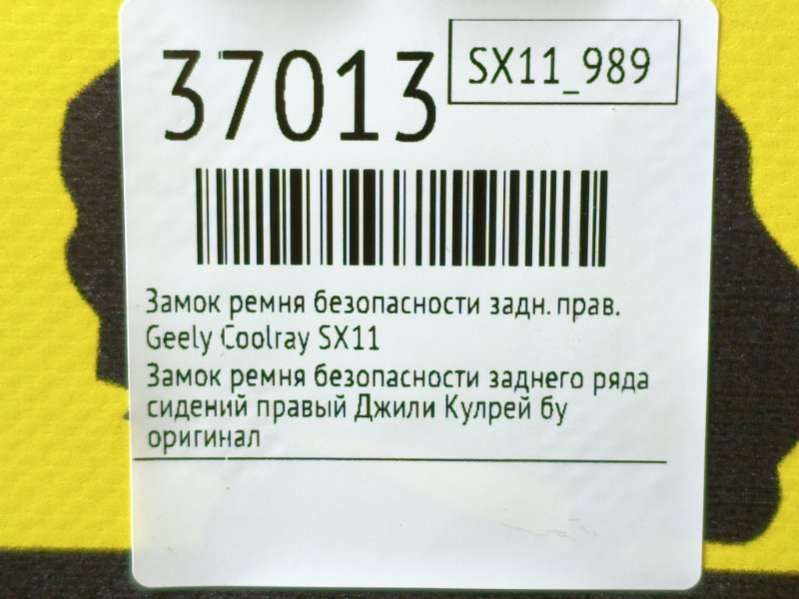 37013
SX11_989
Замок ремня безопасности задн. прав.
Geely Coolray SX11
Замок ремня безопасности заднего ряда
сидений правый Джили Кулрей бу
оригинал